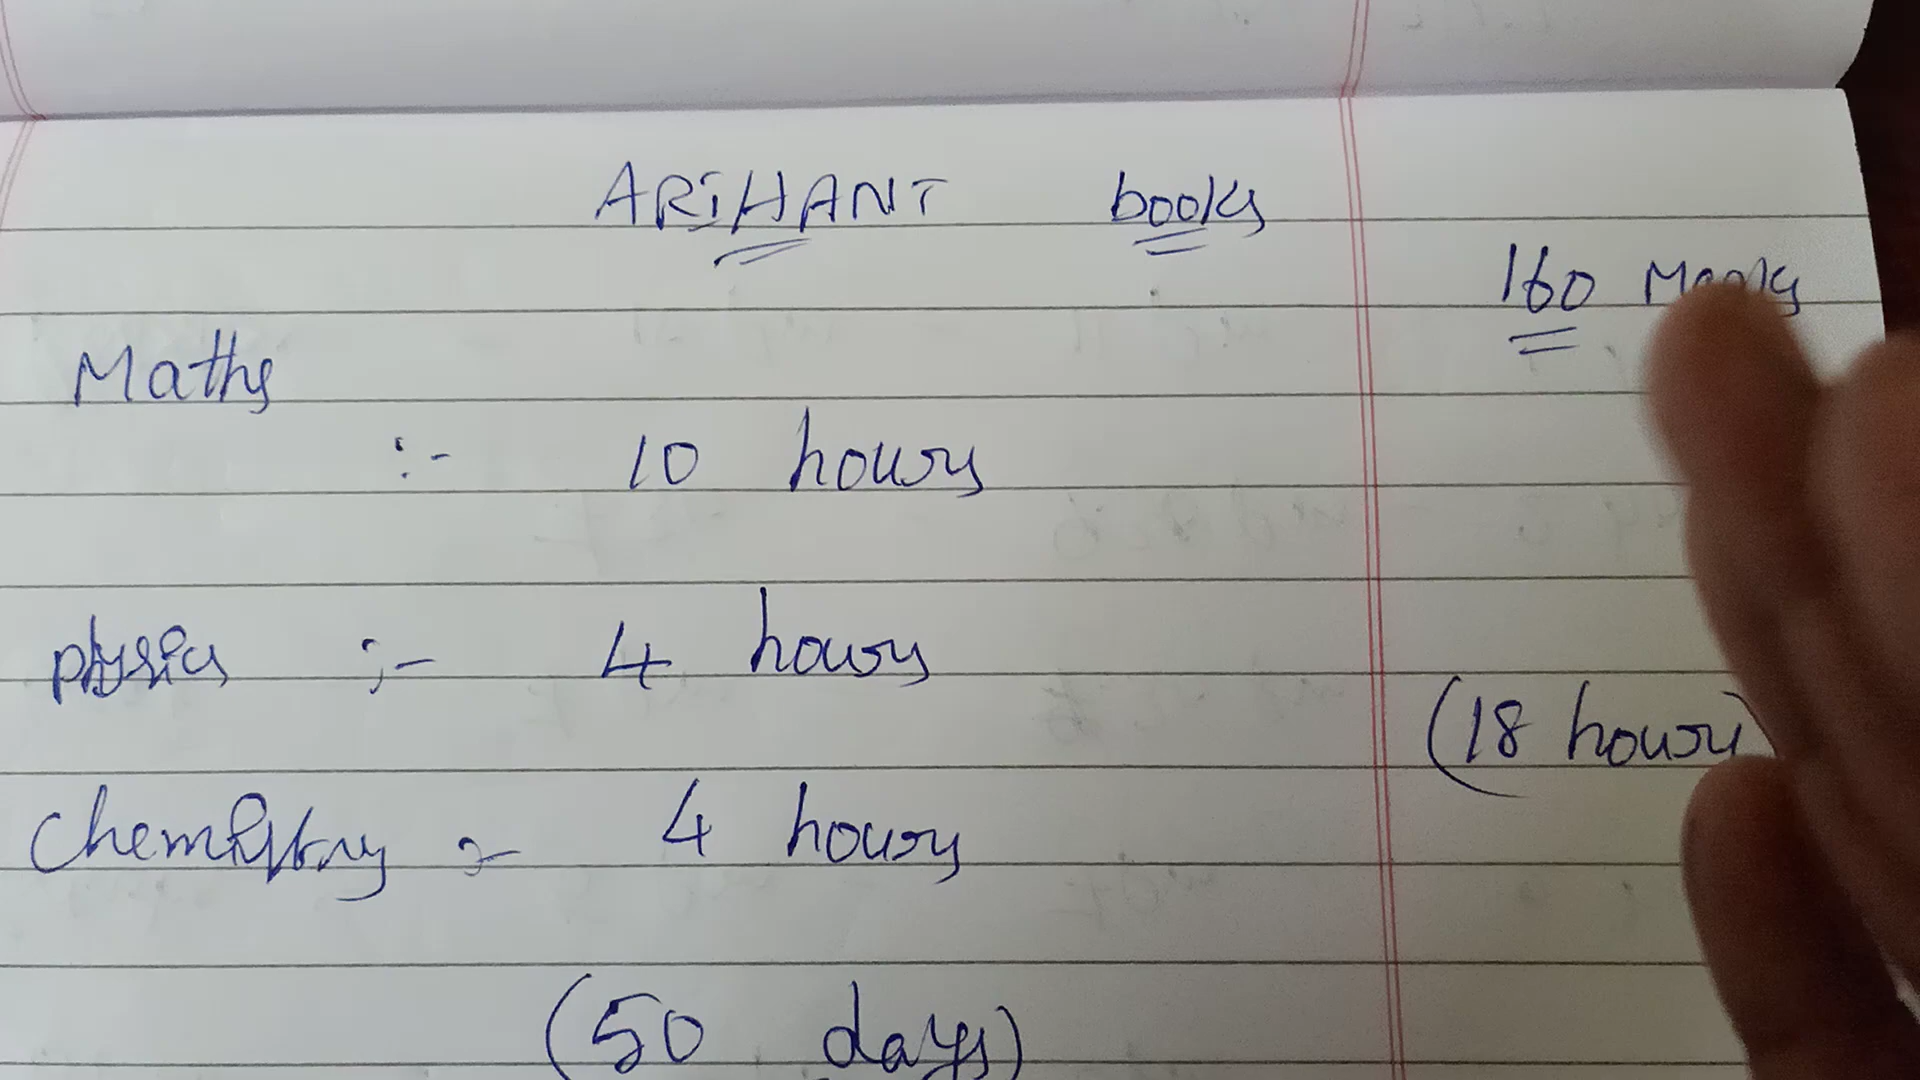 ARiHANT books
160 Marks
Maths
:- 10 hours
physics :- 4 hours
(18 hours)
chemistry :- 4 hours
(50 days)